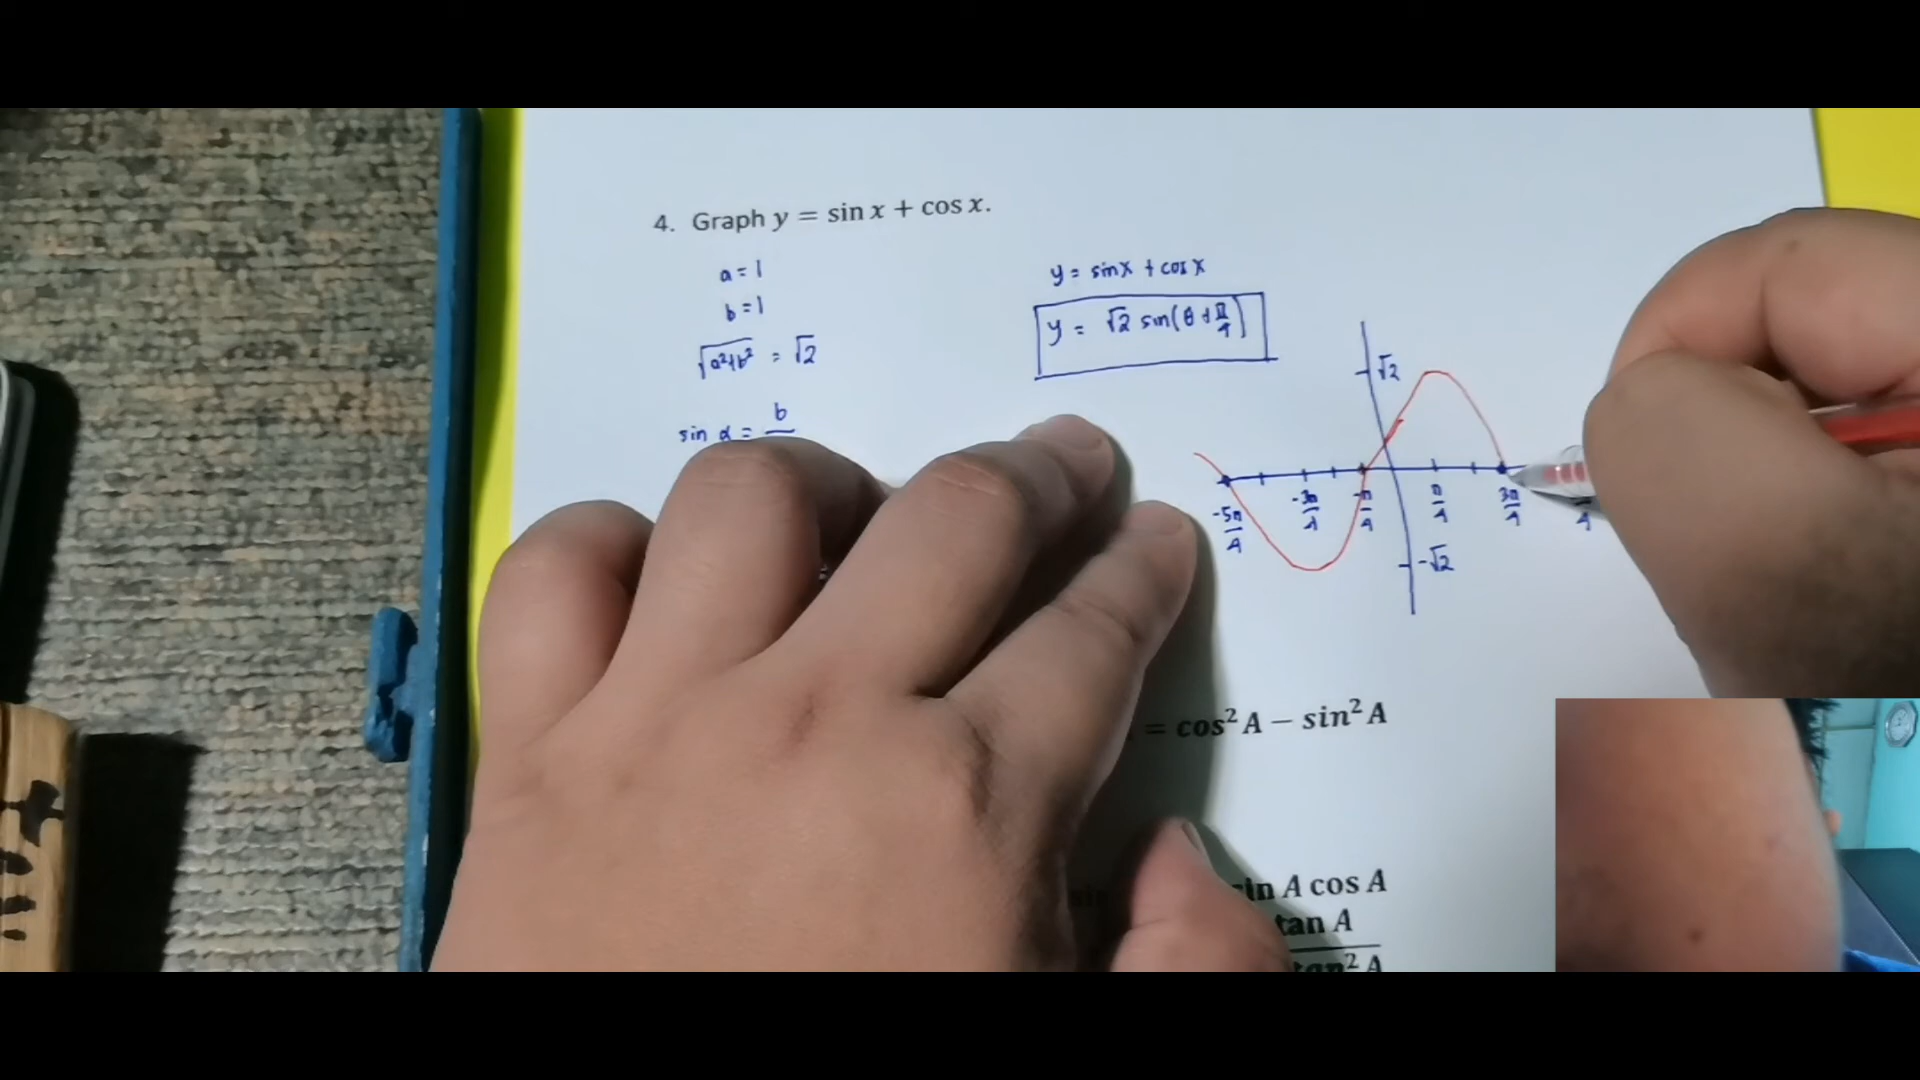 4. Graph y = sin x + cos x.
a = 1
b = 1
√a²+b² = √2
sin α = b
y = sinx + cosx
y = √2 sin(θ + π/4)
√2
-5π/4 -3π/4 -π/4 π/4 3π/4
-√2
= cos² A − sin² A
A cos A
tan A
tan² A